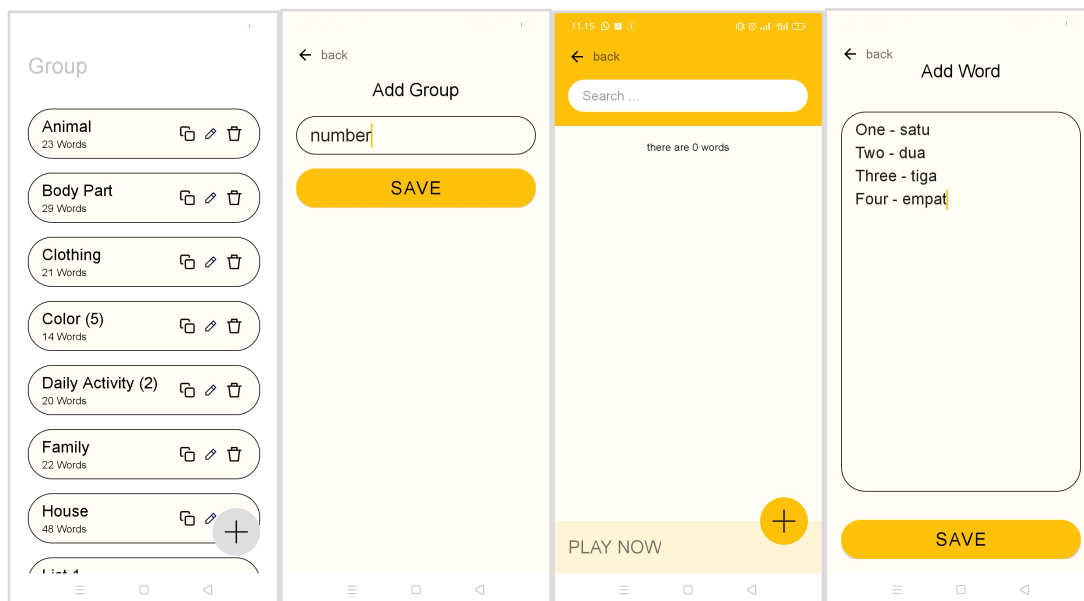 Group
Animal
23 Words
Body Part
29 Words
Clothing
21 Words
Color (5)
14 Words
Daily Activity (2)
20 Words
Family
22 Words
House
48 Words
List 1
back
Add Group
number
SAVE
11.15
back
Search ...
there are 0 words
PLAY NOW
back
Add Word
One - satu
Two - dua
Three - tiga
Four - empat
SAVE